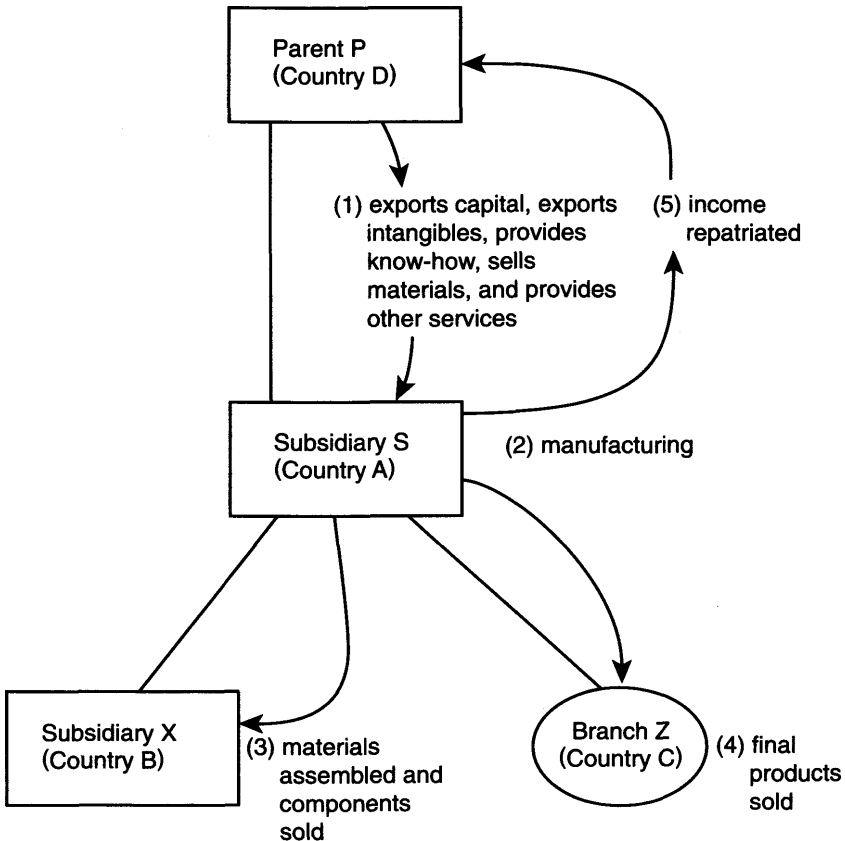 Parent P
(Country D)
(1) exports capital, exports
intangibles, provides
know-how, sells
materials, and provides
other services
(5) income
repatriated
Subsidiary S
(Country A)
(2) manufacturing
Subsidiary X
(Country B)
(3) materials
assembled and
components
sold
Branch Z
(Country C)
(4) final
products
sold